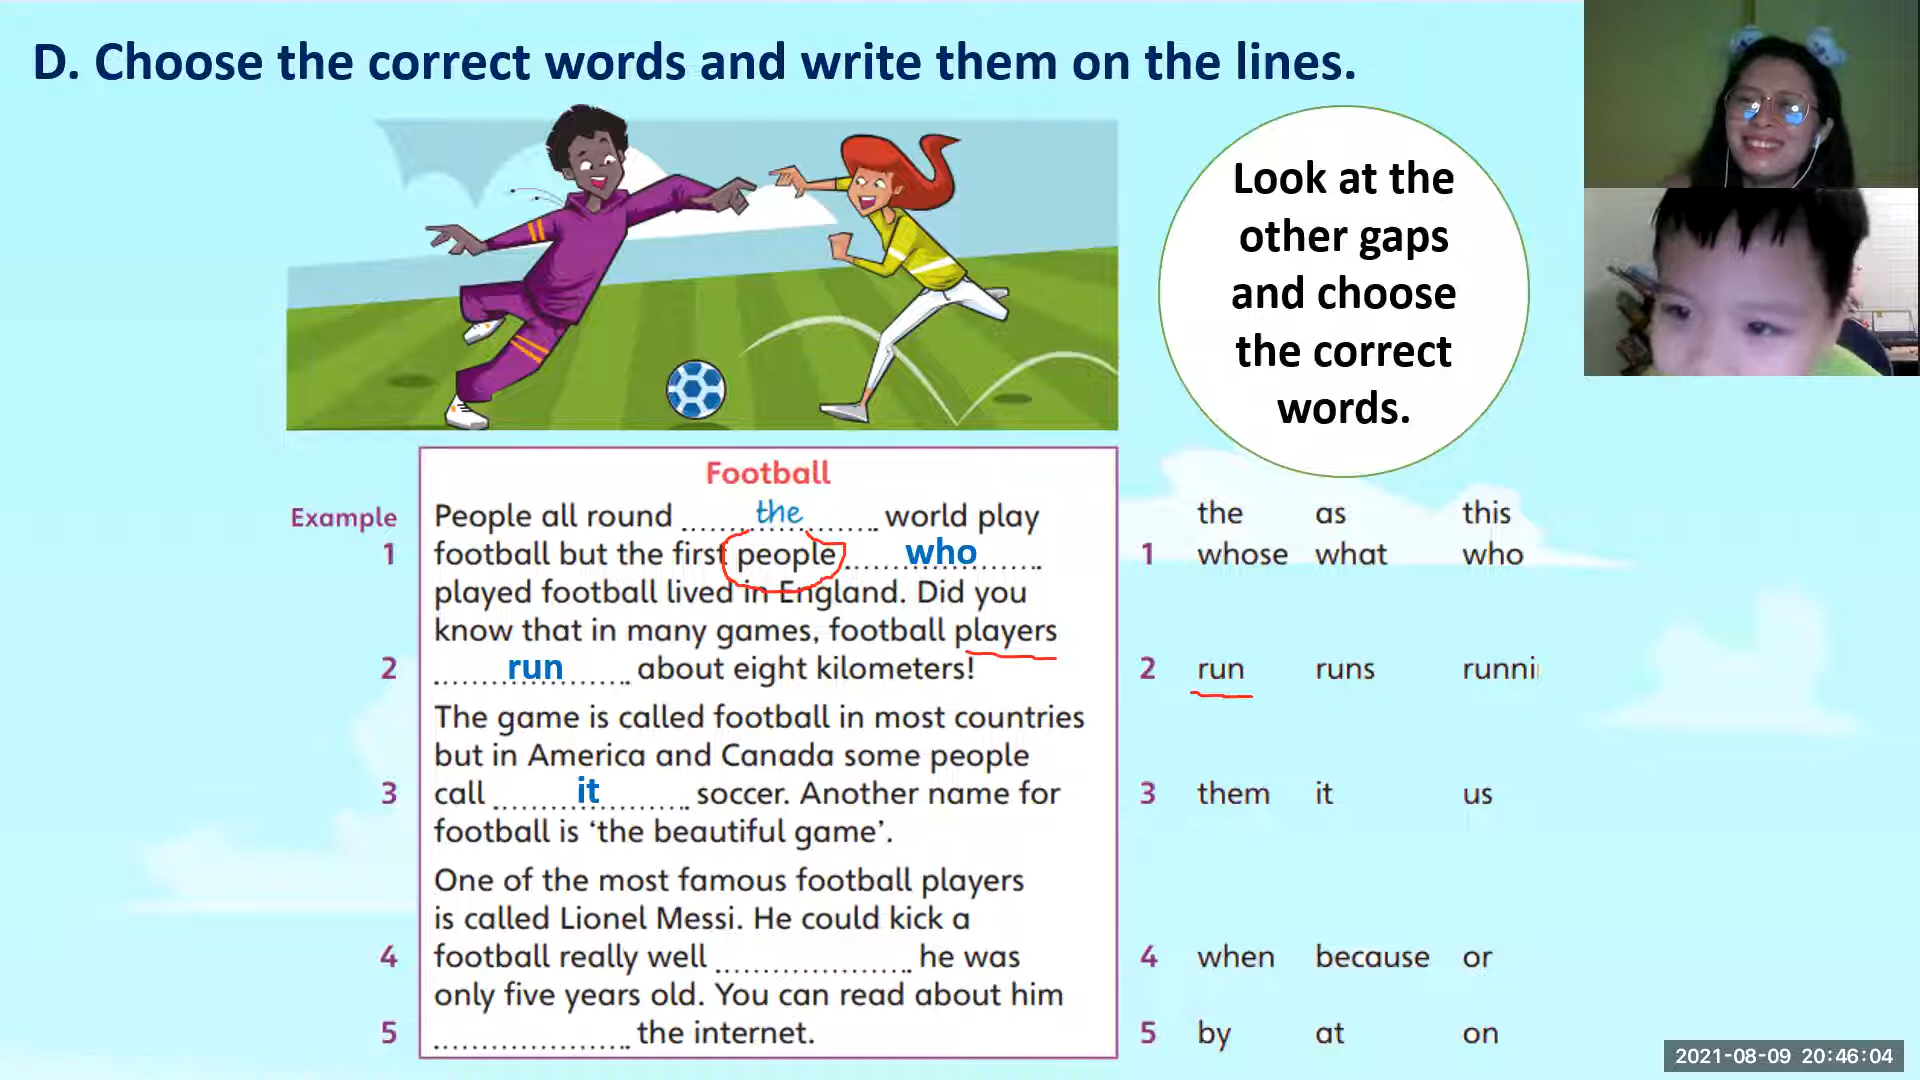 D. Choose the correct words and write them on the lines.
Look at the
other gaps
and choose
the correct
words.
Football
Example People all round the world play
1 football but the first people who
played football lived in England. Did you
know that in many games, football players
2 run about eight kilometers!
The game is called football in most countries
but in America and Canada some people
3 call it soccer. Another name for
football is ‘the beautiful game’.
One of the most famous football players
is called Lionel Messi. He could kick a
4 football really well .................... he was
only five years old. You can read about him
5 .................... the internet.
the as this
1 whose what who
2 run runs runni
3 them it us
4 when because or
5 by at on
2021-08-09 20:46:04